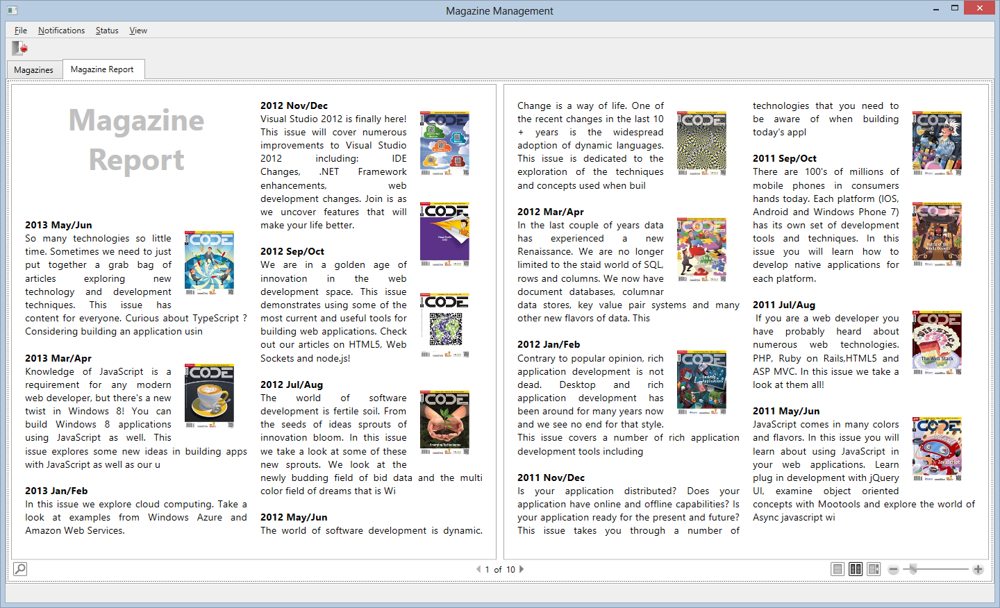 Magazine Management
File Notifications Status View
Magazines Magazine Report
Magazine
Report
2013 May/Jun
So many technologies so little
time. Sometimes we need to just
put together a grab bag of
articles exploring new
technology and development
techniques. This issue has
content for everyone. Curious about TypeScript ?
Considering building an application usin
CODE
2013 Mar/Apr
Knowledge of JavaScript is a
requirement for any modern
web developer, but there's a new
twist in Windows 8! You can
build Windows 8 applications
using JavaScript as well. This
issue explores some new ideas in building apps
with JavaScript as well as our u
CODE
2013 Jan/Feb
In this issue we explore cloud computing. Take a
look at examples from Windows Azure and
Amazon Web Services.
CODE
2012 Nov/Dec
Visual Studio 2012 is finally here!
This issue will cover numerous
improvements to Visual Studio
2012 including: IDE
Changes, .NET Framework
enhancements, web
development changes. Join is as
we uncover features that will
make your life better.
CODE
Visual Studio
2012
2012 Sep/Oct
We are in a golden age of
innovation in the web
development space. This issue
demonstrates using some of the
most current and useful tools for
building web applications. Check
out our articles on HTML5, Web
Sockets and node.js!
CODE
2012 Jul/Aug
The world of software
development is fertile soil. From
the seeds of ideas sprouts of
innovation bloom. In this issue
we take a look at some of these
new sprouts. We look at the
newly budding field of bid data and the multi
color field of dreams that is Wi
CODE
Emerging Technologies
2012 May/Jun
The world of software development is dynamic.
Change is a way of life. One of
the recent changes in the last 10
+ years is the widespread
adoption of dynamic languages.
This issue is dedicated to the
exploration of the techniques
and concepts used when buil
CODE
2012 Mar/Apr
In the last couple of years data
has experienced a new
Renaissance. We are no longer
limited to the staid world of SQL,
rows and columns. We now have
document databases, columnar
data stores, key value pair systems and many
other new flavors of data. This
CODE
2012 Jan/Feb
Contrary to popular opinion, rich
application development is not
dead. Desktop and rich
application development has
been around for many years now
and we see no end for that style.
This issue covers a number of rich application
development tools including
CODE
Desktop
Applications
2011 Nov/Dec
Is your application distributed? Does your
application have online and offline capabilities? Is
your application ready for the present and future?
This issue takes you through a number of
technologies that you need to
be aware of when building
today's appl
CODE
2011 Sep/Oct
There are 100's of millions of
mobile phones in consumers
hands today. Each platform (IOS,
Android and Windows Phone 7)
has its own set of development
tools and techniques. In this
issue you will learn how to
develop native applications for
each platform.
CODE
Battle of the
Mobile Devices
2011 Jul/Aug
If you are a web developer you
have probably heard about
numerous web technologies.
PHP, Ruby on Rails,HTML5 and
ASP MVC. In this issue we take a
look at them all!
CODE
The Web Stack
2011 May/Jun
JavaScript comes in many colors
and flavors. In this issue you will
learn about using JavaScript in
your web applications. Learn
plug in development with jQuery
UI, examine object oriented
concepts with Mootools and explore the world of
Async javascript wi
CODE
JavaScript
1 of 10